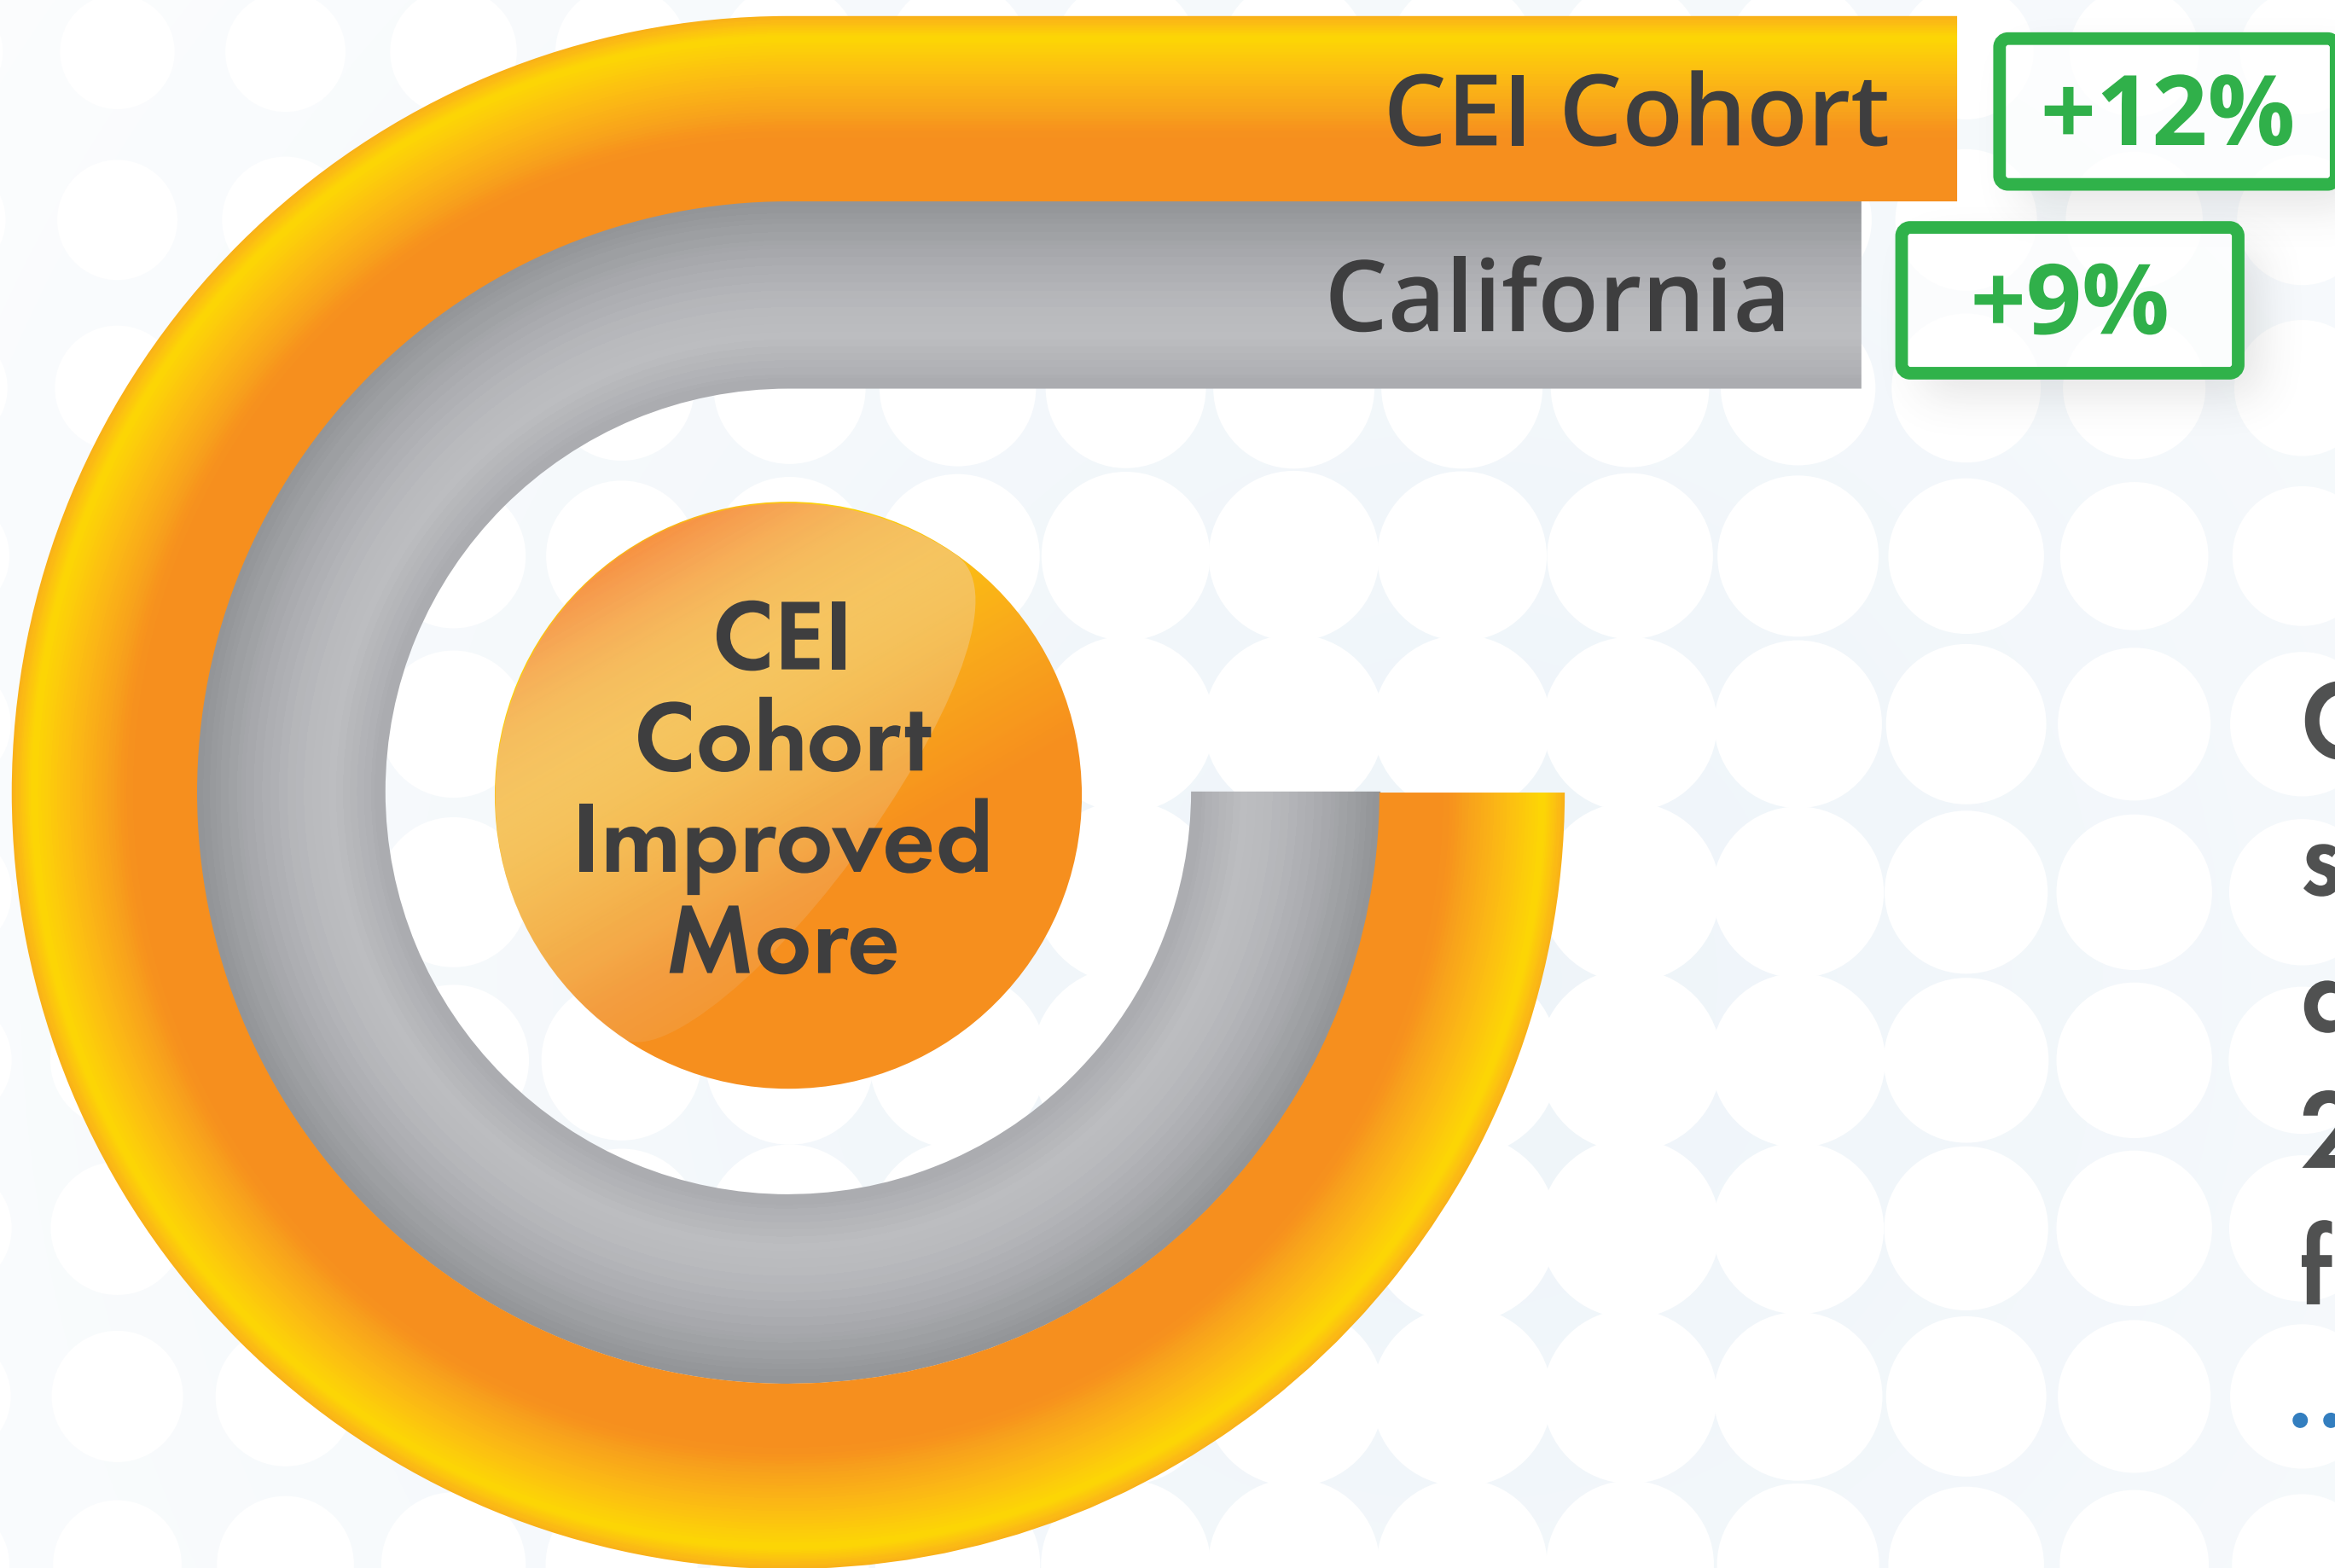 CEI Cohort +12%
California +9%
CEI
Cohort
Improved
More